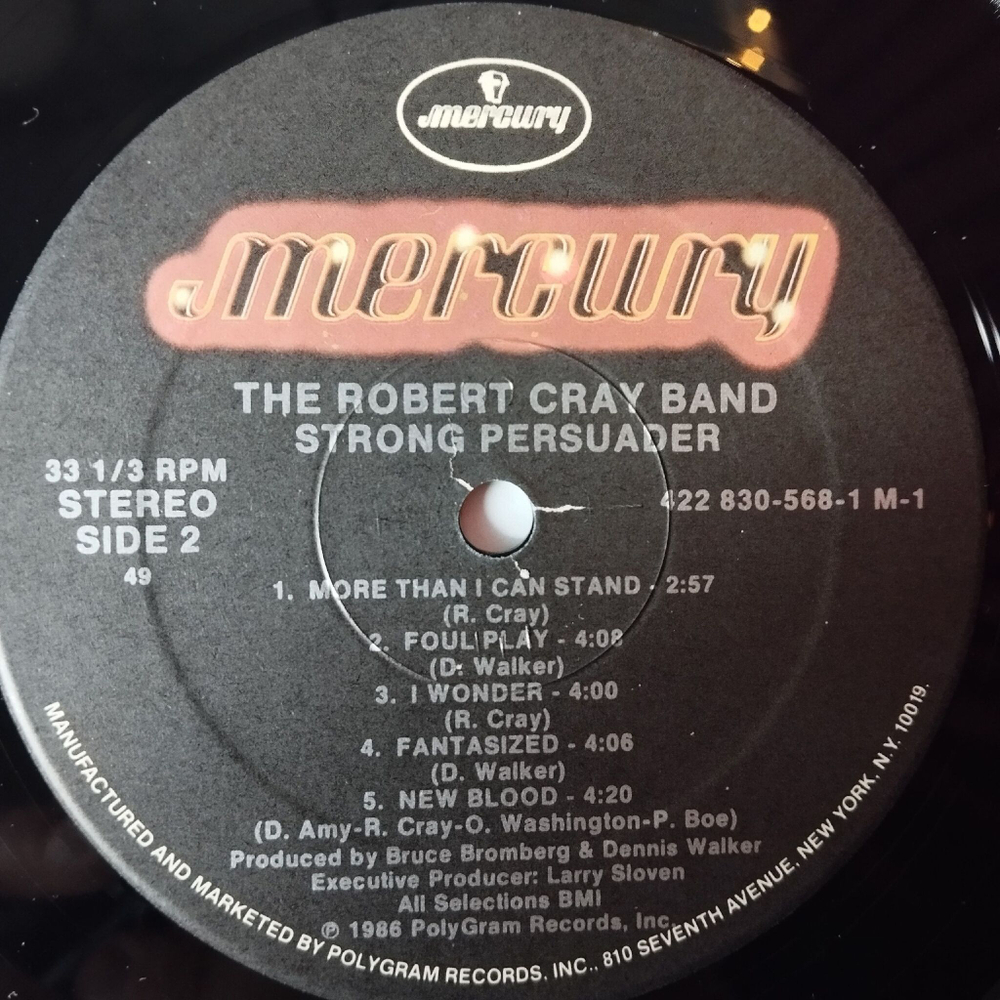 mercury
mercury
THE ROBERT CRAY BAND
STRONG PERSUADER
33 1/3 RPM
STEREO
SIDE 2
49
422 830-568-1 M-1
1. MORE THAN I CAN STAND - 2:57
(R. Cray)
2. FOUL PLAY - 4:08
(D. Walker)
3. I WONDER - 4:00
(R. Cray)
4. FANTASIZED - 4:06
(D. Walker)
5. NEW BLOOD - 4:20
(D. Amy-R. Cray-O. Washington-P. Boe)
Produced by Bruce Bromberg & Dennis Walker
Executive Producer: Larry Sloven
All Selections BMI
℗ 1986 PolyGram Records, Inc.
MANUFACTURED AND MARKETED BY POLYGRAM RECORDS, INC., 810 SEVENTH AVENUE, NEW YORK, N.Y. 10019.